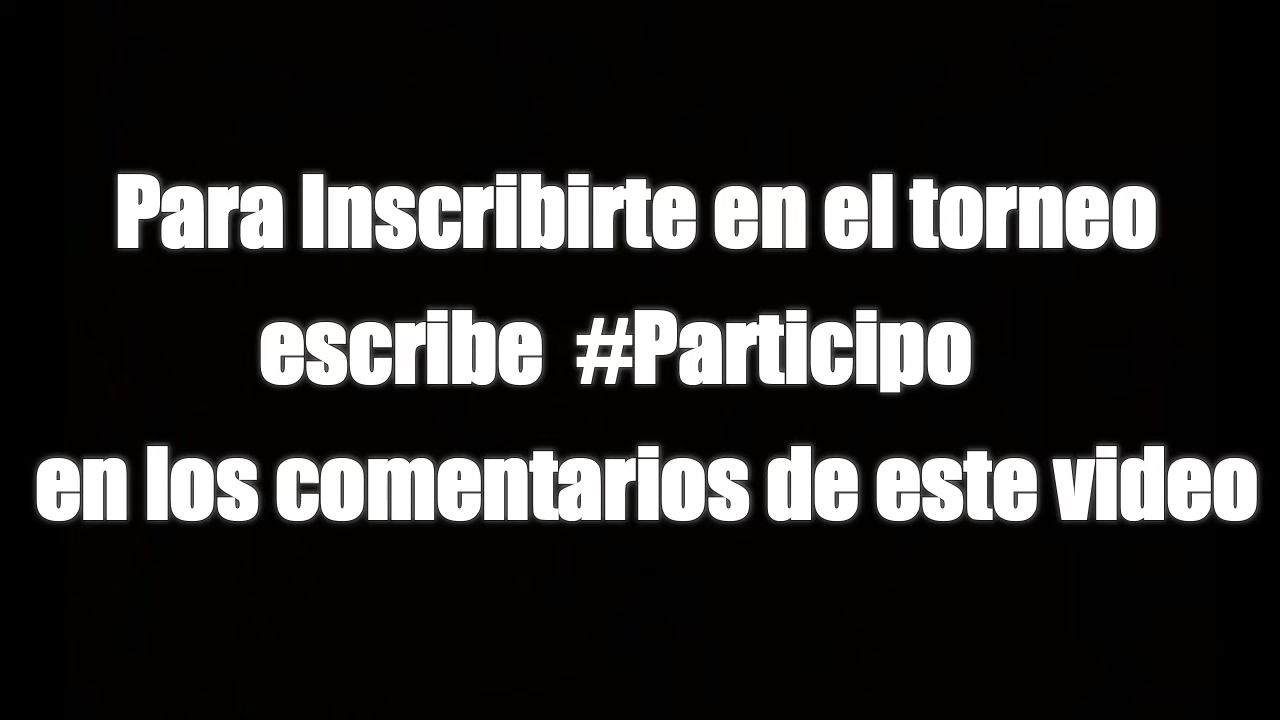 Para Inscribirte en el torneo
escribe #Participo
en los comentarios de este video